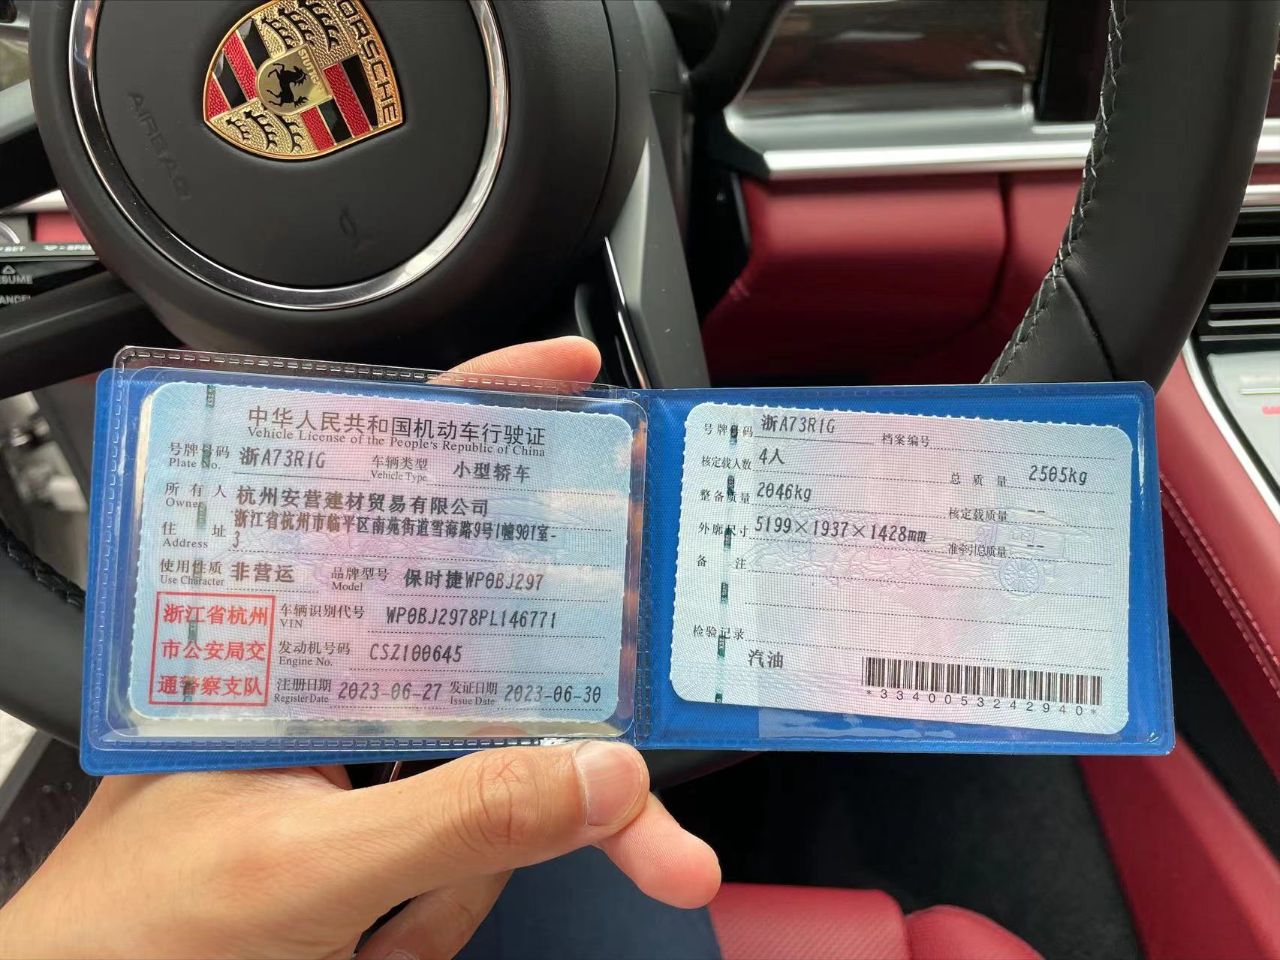 PORSCHE
AIRBAG
中华人民共和国机动车行驶证
Vehicle License of the People's Republic of China
号牌号码 浙A73R1G 车辆类型 小型轿车
Plate No. Vehicle Type
所有人 杭州安营建材贸易有限公司
Owner
住址 浙江省杭州市临平区南苑街道雪海路9号1幢901室-3
Address
使用性质 非营运 品牌型号 保时捷WP0BJ297
Use Character Model
浙江省杭州
市公安局交
通警察支队
车辆识别代号 WP0BJ2978PL146771
VIN
发动机号码 CSZ100645
Engine No.
注册日期 2023-06-27 发证日期 2023-06-30
Register Date Issue Date
号牌号码 浙A73R1G 档案编号
核定载人数 4人 总质量 2505kg
整备质量 2046kg 核定载质量 --
外廓尺寸 5199×1937×1428mm 准牵引总质量 --
备注
检验记录
汽油
*3340053242940*